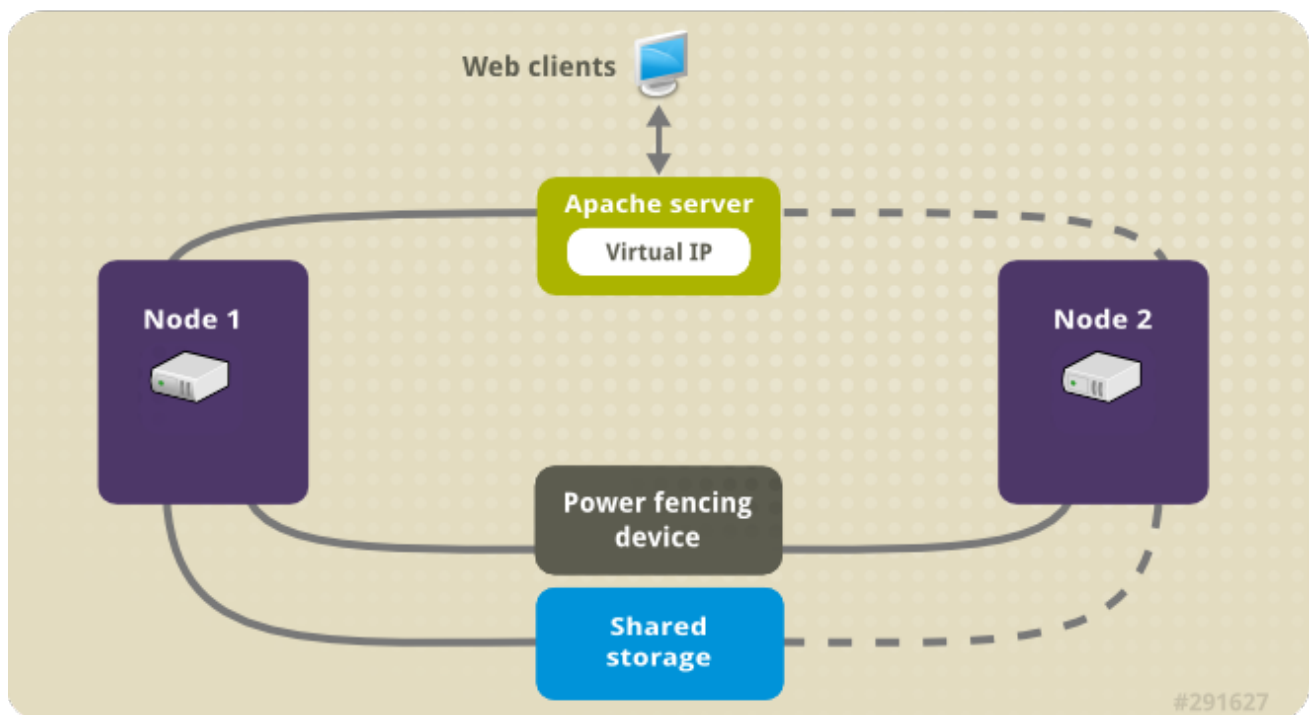 Web clients
Apache server
Virtual IP
Node 1
Node 2
Power fencing
device
Shared
storage
#291627